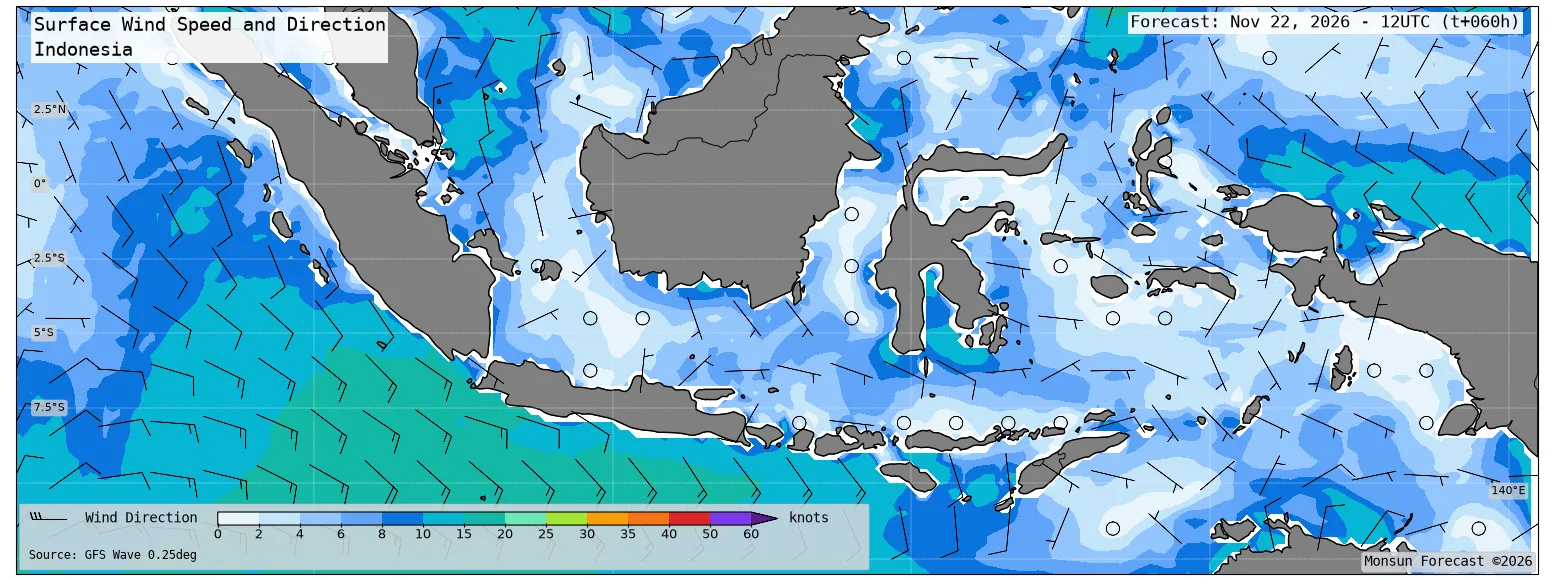 Surface Wind Speed and Direction
Indonesia
Forecast: Nov 22, 2026 - 12UTC (t+060h)
2.5°N
0°
2.5°S
5°S
7.5°S
140°E
Wind Direction
0 2 4 6 8 10 15 20 25 30 35 40 50 60
knots
Source: GFS Wave 0.25deg
Monsun Forecast ©2026